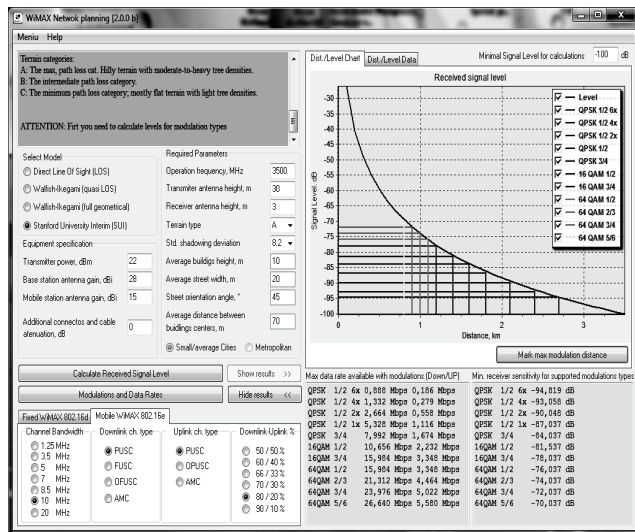 WiMAX Netwok planning [2.0.0 b]
Meniu Help
Terrain categories:
A: The max, path loss cat. Hilly terrain with moderate-to-heavy tree densities.
B: The intermediate path loss category.
C: The minimum path loss category; mostly flat terrain with light tree densities.
ATTENTION: Firt you need to calculate levels for modulation types
Select Model
Direct Line Of Sight (LOS)
Walfish-Ikegami (quasi LOS)
Walfish-Ikegami (full geometrical)
Stanford University Interim (SUI)
Equipment specification
Transmitter power, dBm 22
Base station antenna gain, dBi 28
Mobile station antenna gain, dBi 15
Additional connectos and cable
atenuation, dB 0
Required Parameters
Operation frequency, MHz 3500
Transmiter antenna height, m 30
Receiver antenna heigth, m 3
Terrain type A
Std. shadowing deviation 8.2
Average buildigs height, m 10
Average street width, m 20
Street orientation angle, ° 45
Average distance between
buidlings centers, m 70
Small/average Cities Metropolitan
Calculate Received Signal Level Show results >>
Modulations and Data Rates Hide results <<
Fixed WiMAX 802.16d Mobile WiMAX 802.16e
Channel Bandwidth
1.25 MHz
3.5 MHz
5 MHz
7 MHz
8.5 MHz
10 MHz
20 MHz
Downlink ch. type
PUSC
FUSC
OFUSC
AMC
Uplink ch. type
PUSC
OPUSC
AMC
Downlink-Uplink %
50 / 50 %
60 / 40 %
66 / 33 %
70 / 30 %
80 / 20 %
90 / 10 %
Dist./Level Chart Dist./Level Data
Minimal Signal Level for calculations -100 dB
Received signal level
Signal Level, dB
-30
-35
-40
-45
-50
-55
-60
-65
-70
-75
-80
-85
-90
-95
-100
0 1 2 3
Distance, km
Level
QPSK 1/2 6x
QPSK 1/2 4x
QPSK 1/2 2x
QPSK 1/2
QPSK 3/4
16 QAM 1/2
16 QAM 3/4
64 QAM 1/2
64 QAM 2/3
64 QAM 3/4
64 QAM 5/6
Mark max modulation distance
Max data rate available with modulations (Down/UP)
QPSK 1/2 6x 0,888 Mbps 0,186 Mbps
QPSK 1/2 4x 1,332 Mbps 0,279 Mbps
QPSK 1/2 2x 2,664 Mbps 0,558 Mbps
QPSK 1/2 1x 5,328 Mbps 1,116 Mbps
QPSK 3/4 7,992 Mbps 1,674 Mbps
16QAM 1/2 10,656 Mbps 2,232 Mbps
16QAM 3/4 15,984 Mbps 3,348 Mbps
64QAM 1/2 15,984 Mbps 3,348 Mbps
64QAM 2/3 21,312 Mbps 4,464 Mbps
64QAM 3/4 23,976 Mbps 5,022 Mbps
64QAM 5/6 26,640 Mbps 5,580 Mbps
Min. receiver sensitivity for supported modulations types
QPSK 1/2 6x -94,819 dB
QPSK 1/2 4x -93,058 dB
QPSK 1/2 2x -90,048 dB
QPSK 1/2 1x -87,037 dB
QPSK 3/4 -84,037 dB
16QAM 1/2 -81,537 dB
16QAM 3/4 -78,037 dB
64QAM 1/2 -76,037 dB
64QAM 2/3 -74,037 dB
64QAM 3/4 -72,037 dB
64QAM 5/6 -70,037 dB